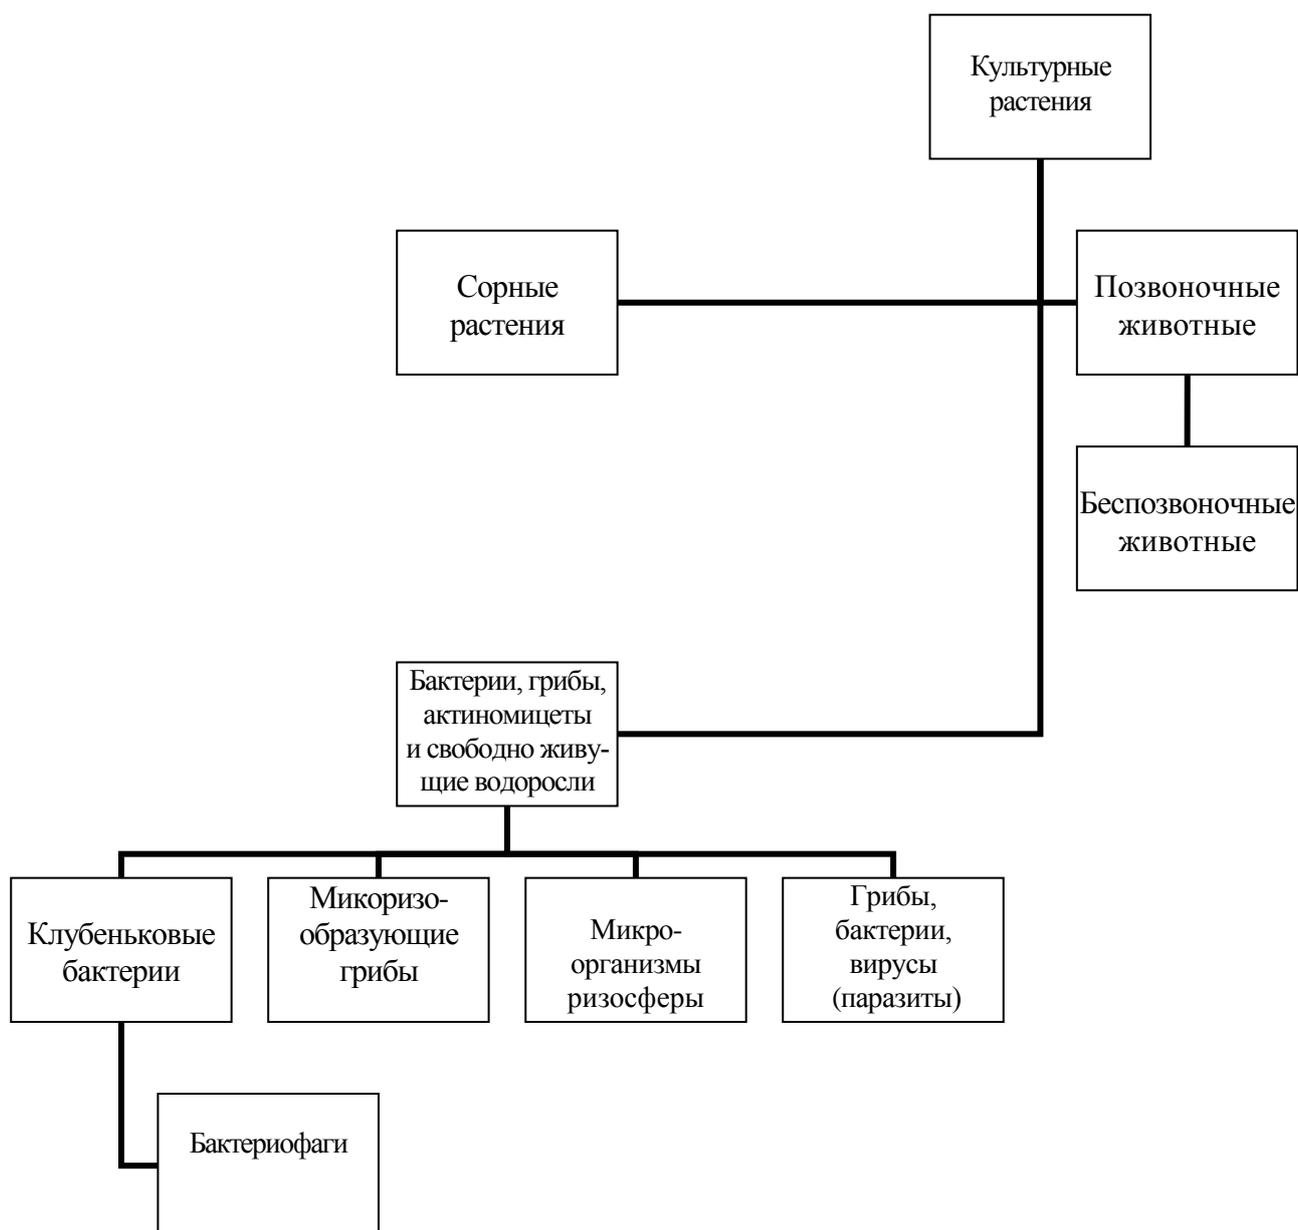 Культурные
растения
Сорные
растения
Позвоночные
животные
Беспозвоночные
животные
Бактерии, грибы,
актиномицеты
и свободно живу-
щие водоросли
Клубеньковые
бактерии
Микоризо-
образующие
грибы
Микро-
организмы
ризосферы
Грибы,
бактерии,
вирусы
(паразиты)
Бактериофаги